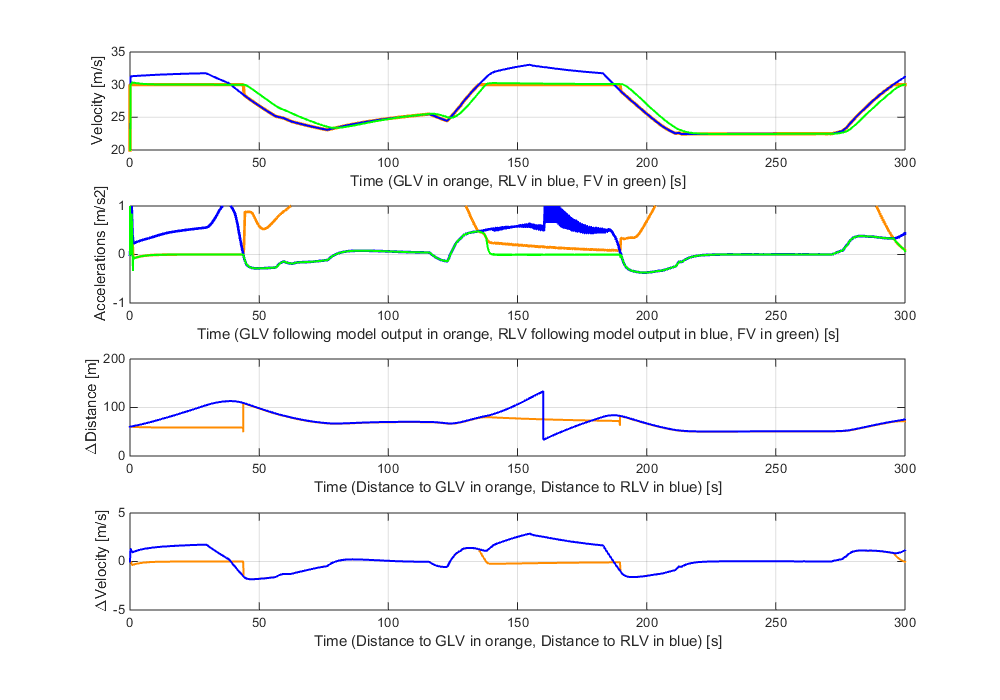 Velocity [m/s]
35
30
25
20
0 50 100 150 200 250 300
Time (GLV in orange, RLV in blue, FV in green) [s]
Accelerations [m/s2]
1
0
-1
0 50 100 150 200 250 300
Time (GLV following model output in orange, RLV following model output in blue, FV in green) [s]
Δ Distance [m]
200
100
0
0 50 100 150 200 250 300
Time (Distance to GLV in orange, Distance to RLV in blue) [s]
Δ Velocity [m/s]
5
0
-5
0 50 100 150 200 250 300
Time (Distance to GLV in orange, Distance to RLV in blue) [s]